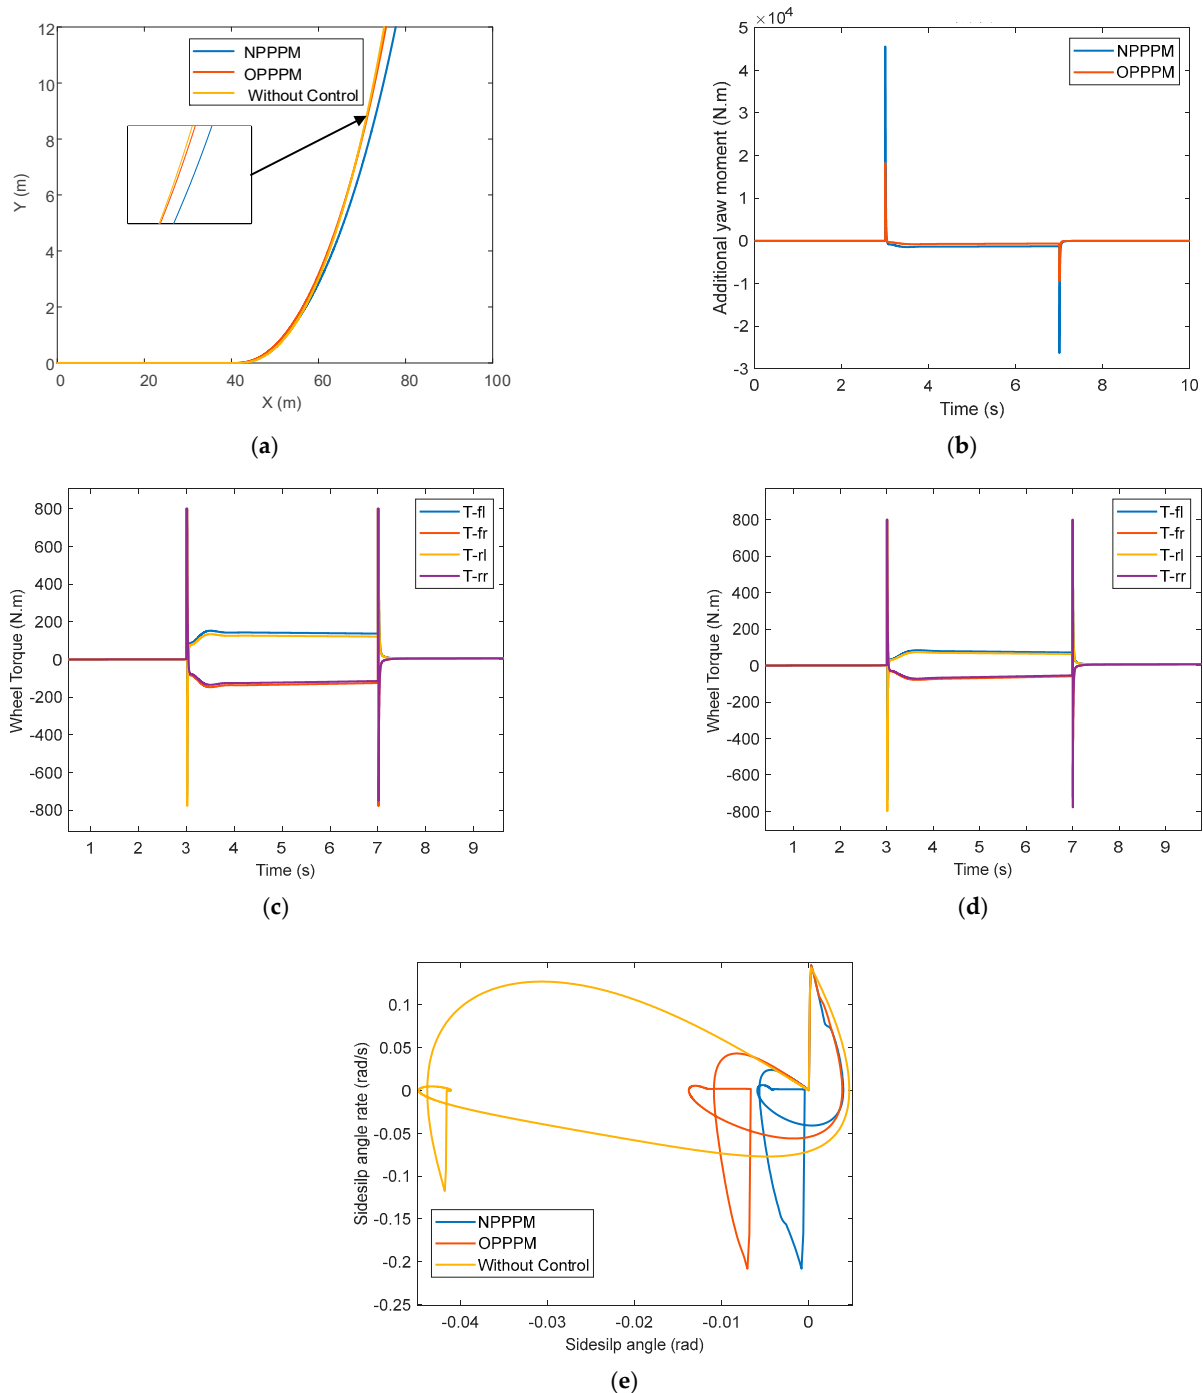 12
10
8
6
4
2
0
Y (m)
NPPPM
OPPPM
Without Control
0 20 40 60 80 100
X (m)
(a)
×10⁴
5
4
3
2
1
0
-1
-2
-3
Additional yaw moment (N.m)
NPPPM
OPPPM
0 2 4 6 8 10
Time (s)
(b)
800
600
400
200
0
-200
-400
-600
-800
Wheel Torque (N.m)
T-fl
T-fr
T-rl
T-rr
1 2 3 4 5 6 7 8 9
Time (s)
(c)
800
600
400
200
0
-200
-400
-600
-800
Wheel Torque (N.m)
T-fl
T-fr
T-rl
T-rr
1 2 3 4 5 6 7 8 9
Time (s)
(d)
0.1
0.05
0
-0.05
-0.1
-0.15
-0.2
-0.25
Sidesilp angle rate (rad/s)
NPPPM
OPPPM
Without Control
-0.04 -0.03 -0.02 -0.01 0
Sidesilp angle (rad)
(e)